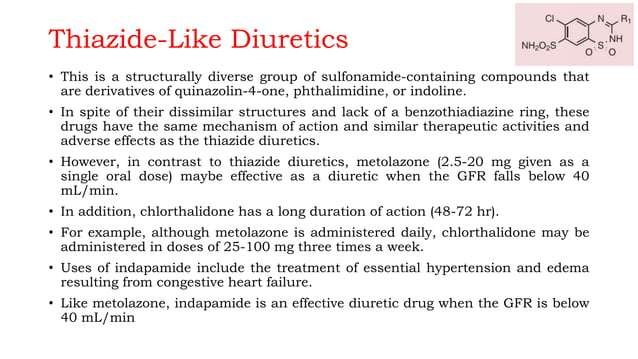 Thiazide-Like Diuretics
Cl
N
R1
NH
NH2O2S
S
O
O
• This is a structurally diverse group of sulfonamide-containing compounds that
are derivatives of quinazolin-4-one, phthalimidine, or indoline.
• In spite of their dissimilar structures and lack of a benzothiadiazine ring, these
drugs have the same mechanism of action and similar therapeutic activities and
adverse effects as the thiazide diuretics.
• However, in contrast to thiazide diuretics, metolazone (2.5-20 mg given as a
single oral dose) maybe effective as a diuretic when the GFR falls below 40
mL/min.
• In addition, chlorthalidone has a long duration of action (48-72 hr).
• For example, although metolazone is administered daily, chlorthalidone may be
administered in doses of 25-100 mg three times a week.
• Uses of indapamide include the treatment of essential hypertension and edema
resulting from congestive heart failure.
• Like metolazone, indapamide is an effective diuretic drug when the GFR is below
40 mL/min